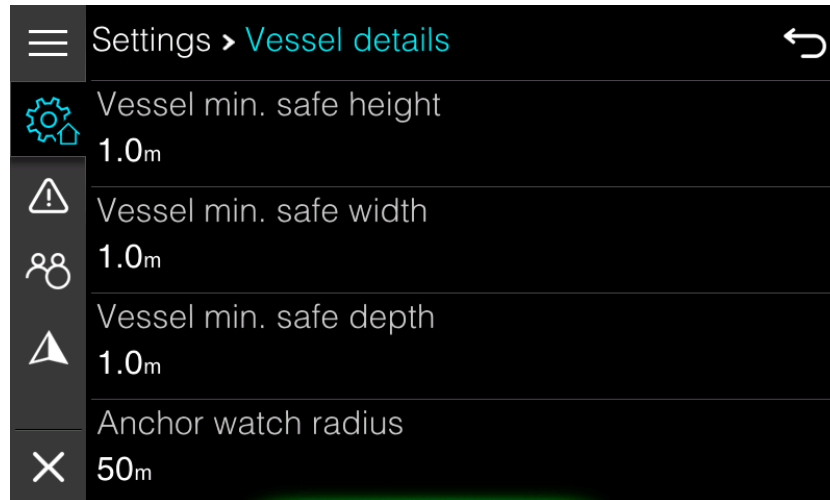 Settings > Vessel details
Vessel min. safe height
1.0m
Vessel min. safe width
1.0m
Vessel min. safe depth
1.0m
Anchor watch radius
50m